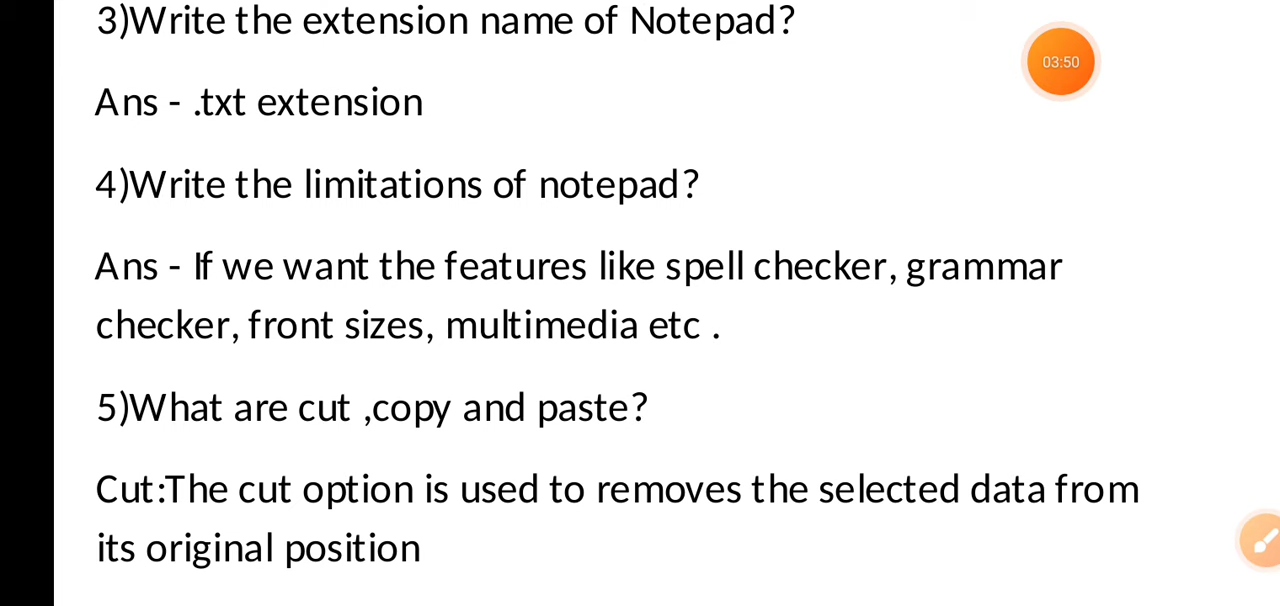 3)Write the extension name of Notepad?
03:50
Ans - .txt extension
4)Write the limitations of notepad?
Ans - If we want the features like spell checker, grammar
checker, front sizes, multimedia etc .
5)What are cut ,copy and paste?
Cut:The cut option is used to removes the selected data from
its original position